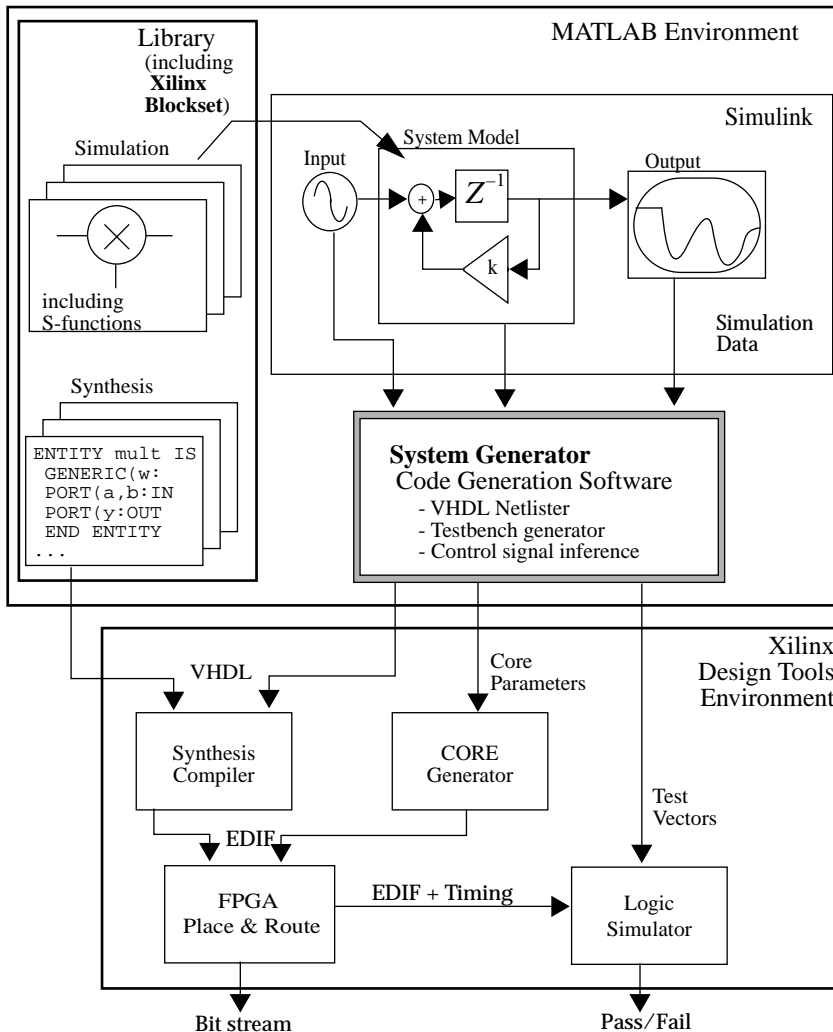 MATLAB Environment
Library
(including
Xilinx
Blockset)
Simulation
including
S-functions
Synthesis
ENTITY mult IS
GENERIC(w:
PORT(a,b:IN
PORT(y:OUT
END ENTITY
...
Simulink
System Model
Input
+
Z⁻¹
k
Output
Simulation
Data
System Generator
Code Generation Software
- VHDL Netlister
- Testbench generator
- Control signal inference
Xilinx
Design Tools
Environment
VHDL
Core
Parameters
Synthesis
Compiler
CORE
Generator
Test
Vectors
EDIF
FPGA
Place & Route
EDIF + Timing
Logic
Simulator
Bit stream
Pass/Fail